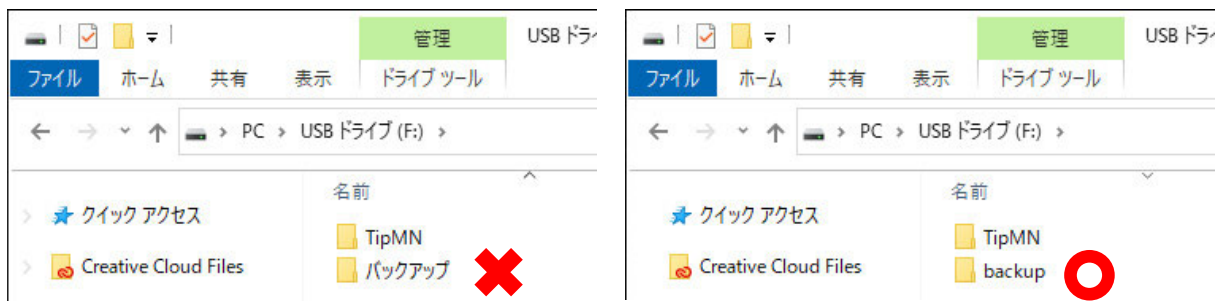 管理
USB ドラ
ファイル ホーム 共有 表示 ドライブ ツール
PC > USB ドライブ (F:) >
名前
クイック アクセス
TipMN
Creative Cloud Files
バックアップ
管理
USB ドラ
ファイル ホーム 共有 表示 ドライブ ツール
PC > USB ドライブ (F:) >
名前
クイック アクセス
TipMN
Creative Cloud Files
backup